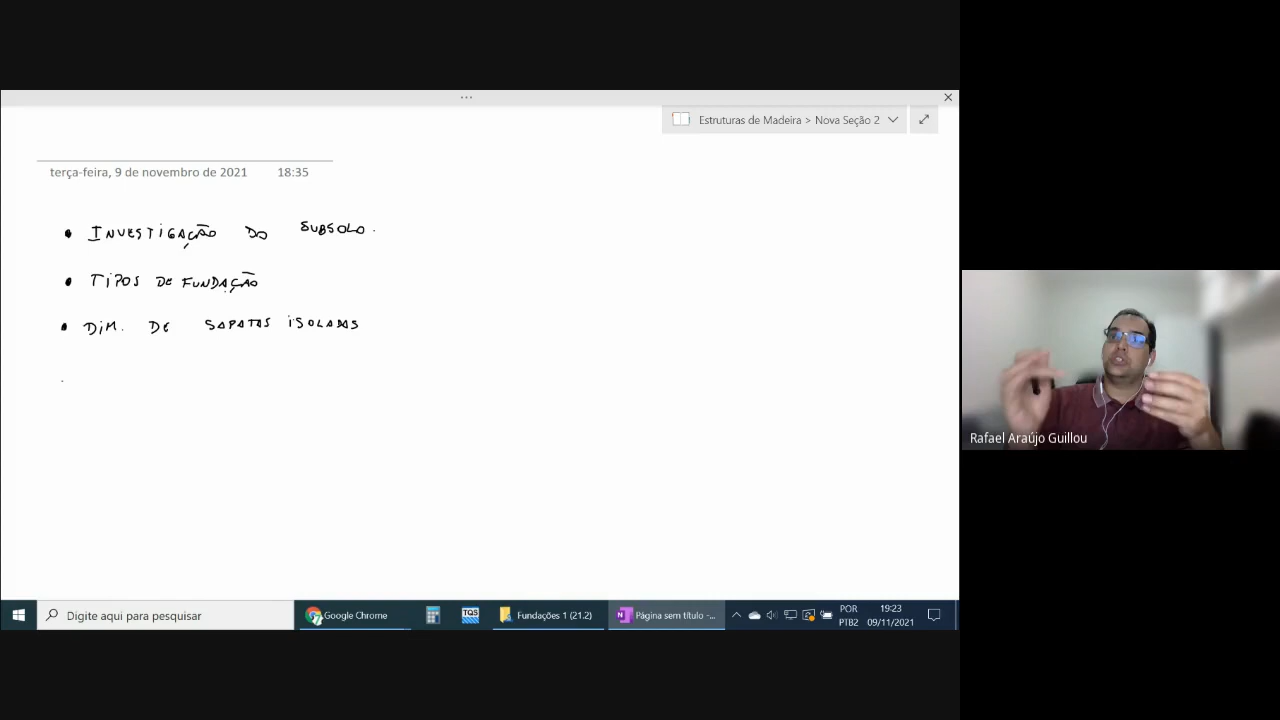 Estruturas de Madeira > Nova Seção 2
terça-feira, 9 de novembro de 2021 18:35
• INVESTIGAÇÃO DO SUBSOLO.
• TIPOS DE FUNDAÇÃO
• DIM. DE SAPATAS ISOLADAS
Rafael Araújo Guillou
Digite aqui para pesquisar
Google Chrome
TQS
Fundações 1 (21.2)
Página sem título -...
POR
PTB2
19:23
09/11/2021